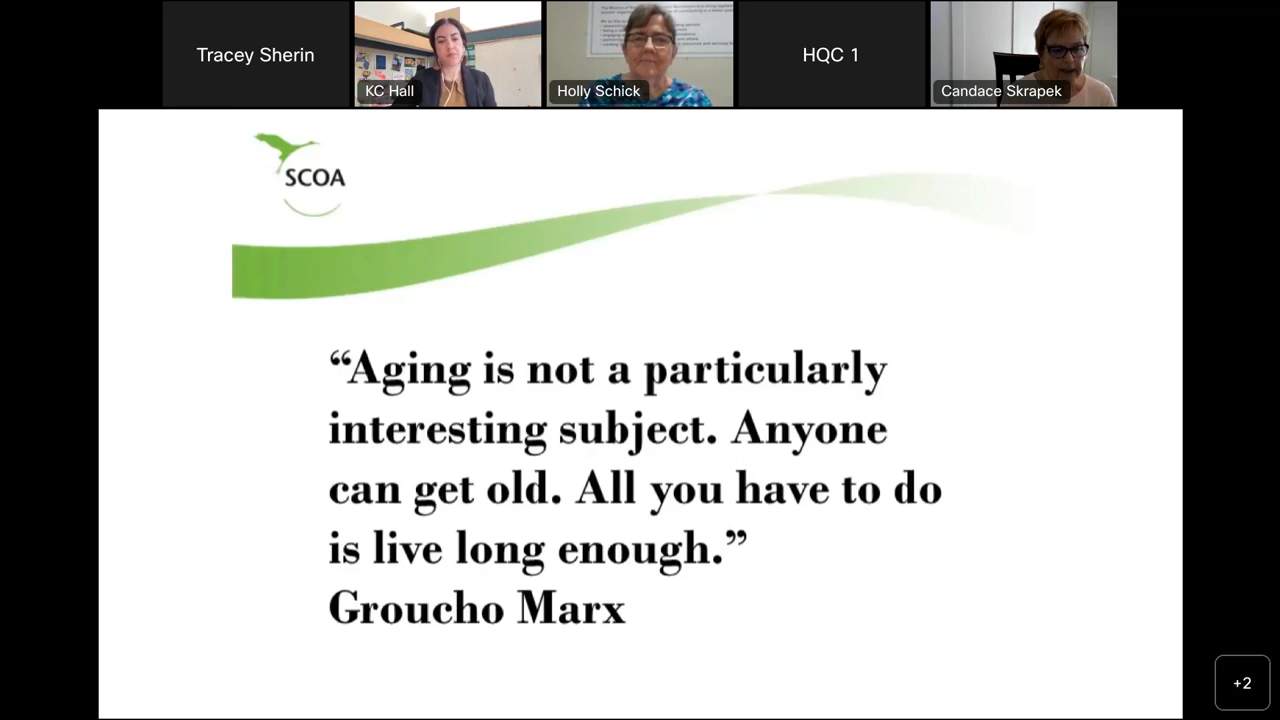 Tracey Sherin
KC Hall
Holly Schick
HQC 1
Candace Skrapek
SCOA
“Aging is not a particularly
interesting subject. Anyone
can get old. All you have to do
is live long enough.”
Groucho Marx
+2